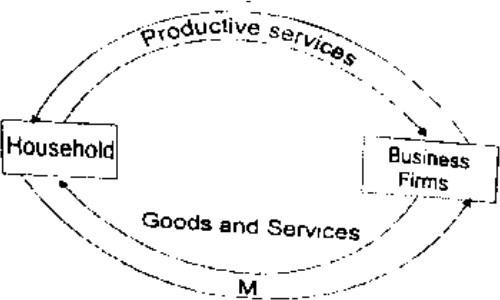 Productive services
Household
Business
Firms
Goods and Services
M